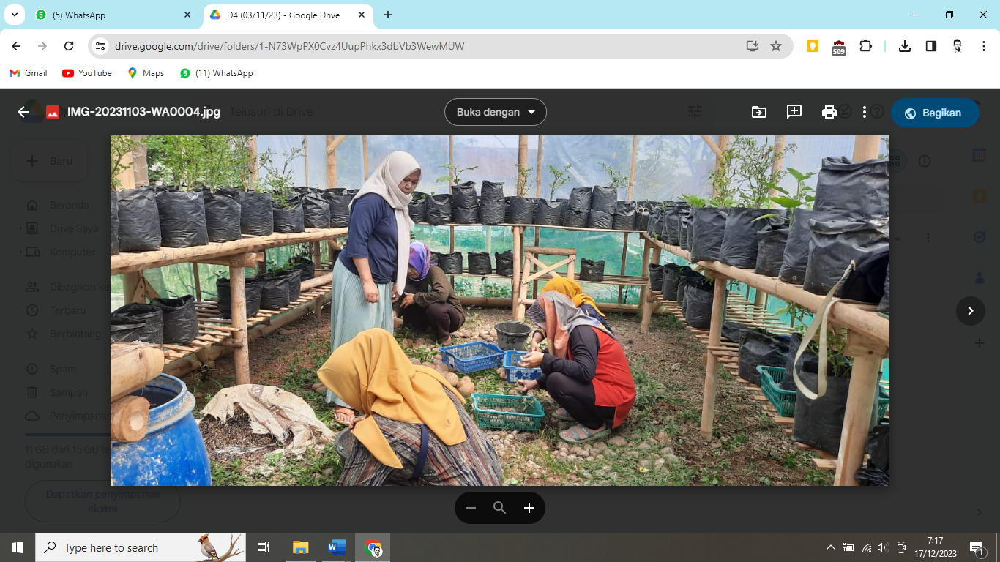 5
(5) WhatsApp
D4 (03/11/23) - Google Drive
drive.google.com/drive/folders/1-N73WpPX0Cvz4UupPhkx3dbVb3WewMUW
509
Gmail
YouTube
Maps
5
(11) WhatsApp
IMG-20231103-WA0004.jpg
Telusuri di Drive
Buka dengan
Bagikan
Baru
Beranda
Drive Saya
Komputer
Dibagikan ke
Terbaru
Berbintang
Spam
Sampah
Penyimpanan
11 GB dari 15 GB te
digunakan
Dapatkan penyimpanan
ekstra
Type here to search
7:17
17/12/2023
1